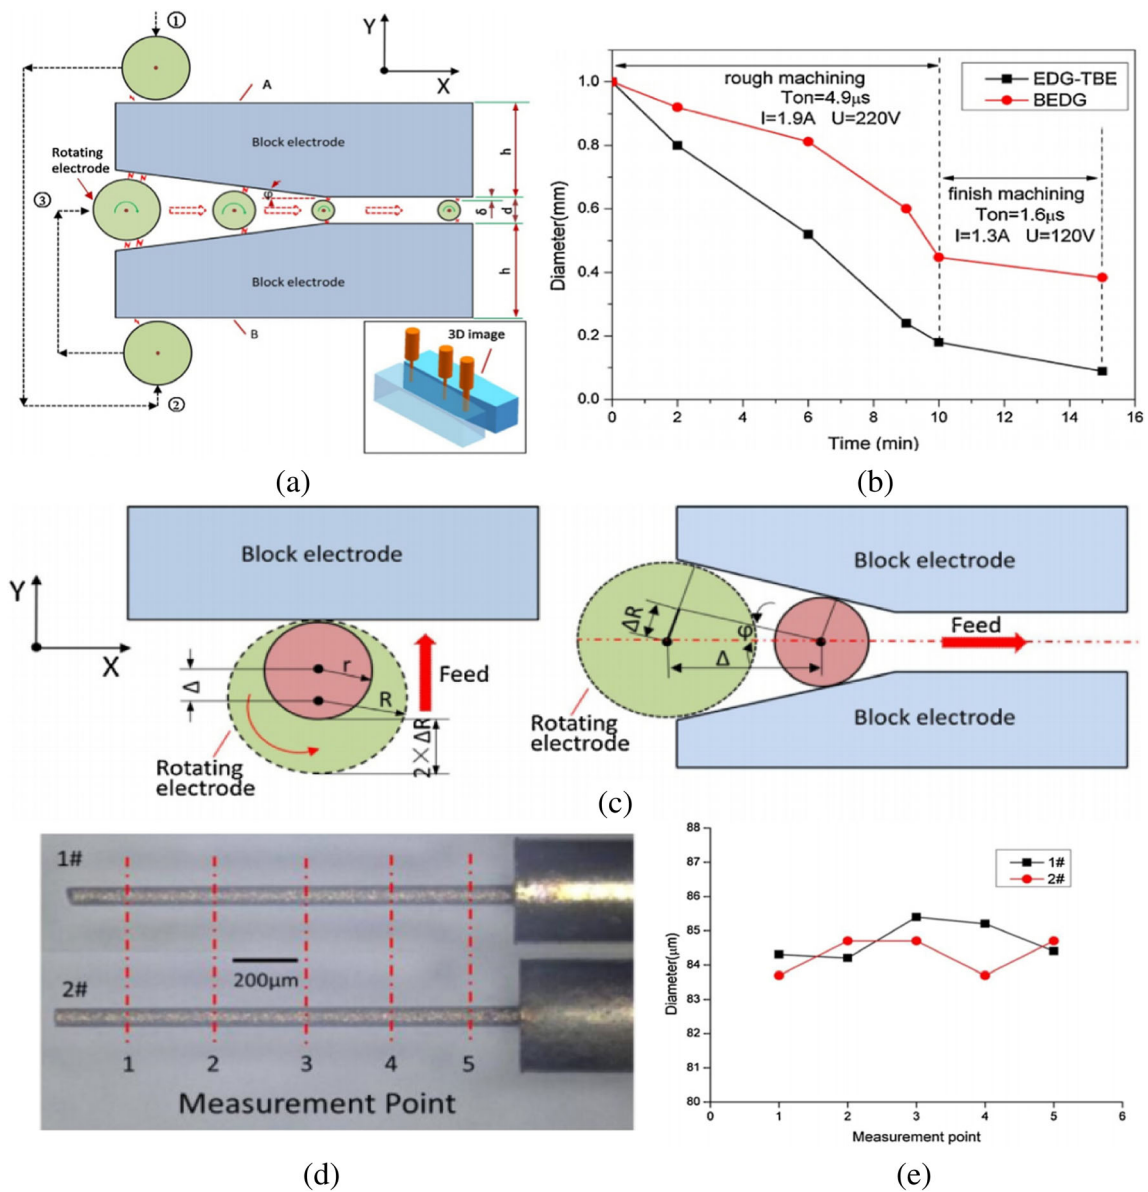 ①
Y
X
A
Block electrode
h
Rotating
electrode
③
φ
δ
d
Block electrode
h
B
②
3D image
(a)
rough machining
Ton=4.9μs
I=1.9A U=220V
EDG-TBE
BEDG
finish machining
Ton=1.6μs
I=1.3A U=120V
1.0
0.8
0.6
0.4
0.2
0.0
Diameter(mm)
0 2 4 6 8 10 12 14 16
Time (min)
(b)
Block electrode
Y
X
Δ
r
R
Feed
2×ΔR
Rotating
electrode
Block electrode
ΔR
φ
Δ
Feed
Rotating
electrode
Block electrode
(c)
1#
200μm
2#
1 2 3 4 5
Measurement Point
(d)
88
87
86
85
84
83
82
81
80
Diameter(μm)
1#
2#
0 1 2 3 4 5 6
Measurement point
(e)